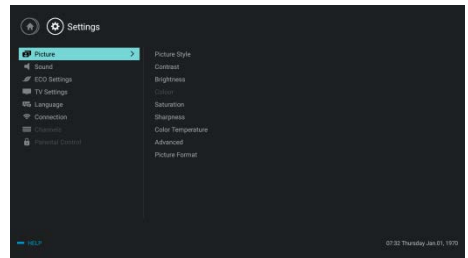 Settings
Picture
Sound
ECO Settings
TV Settings
Language
Connection
Channels
Parental Control
Picture Style
Contrast
Brightness
Colour
Saturation
Sharpness
Color Temperature
Advanced
Picture Format
HELP
07:32 Thursday Jan.01, 1970